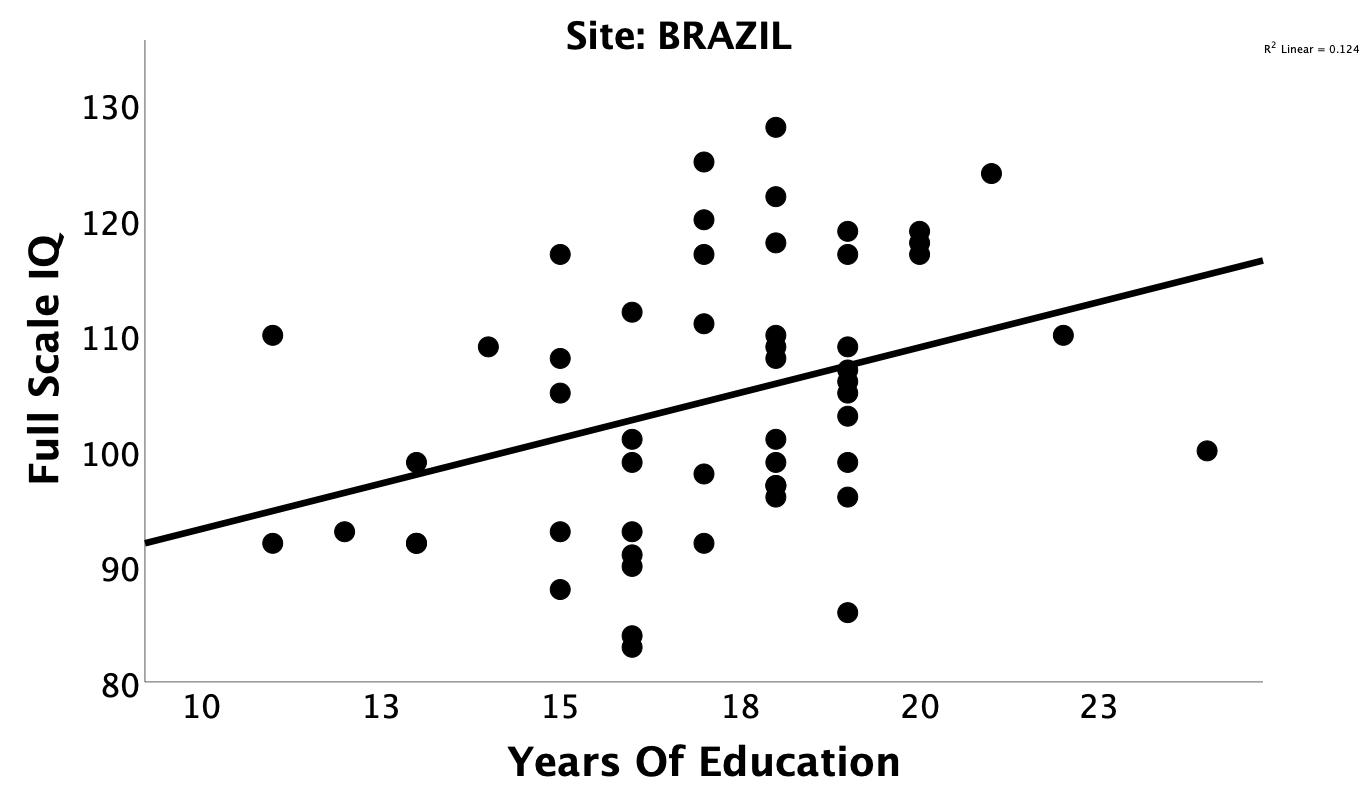 Site: BRAZIL
R² Linear = 0.124
130
120
110
100
90
80
Full Scale IQ
10 13 15 18 20 23
Years Of Education